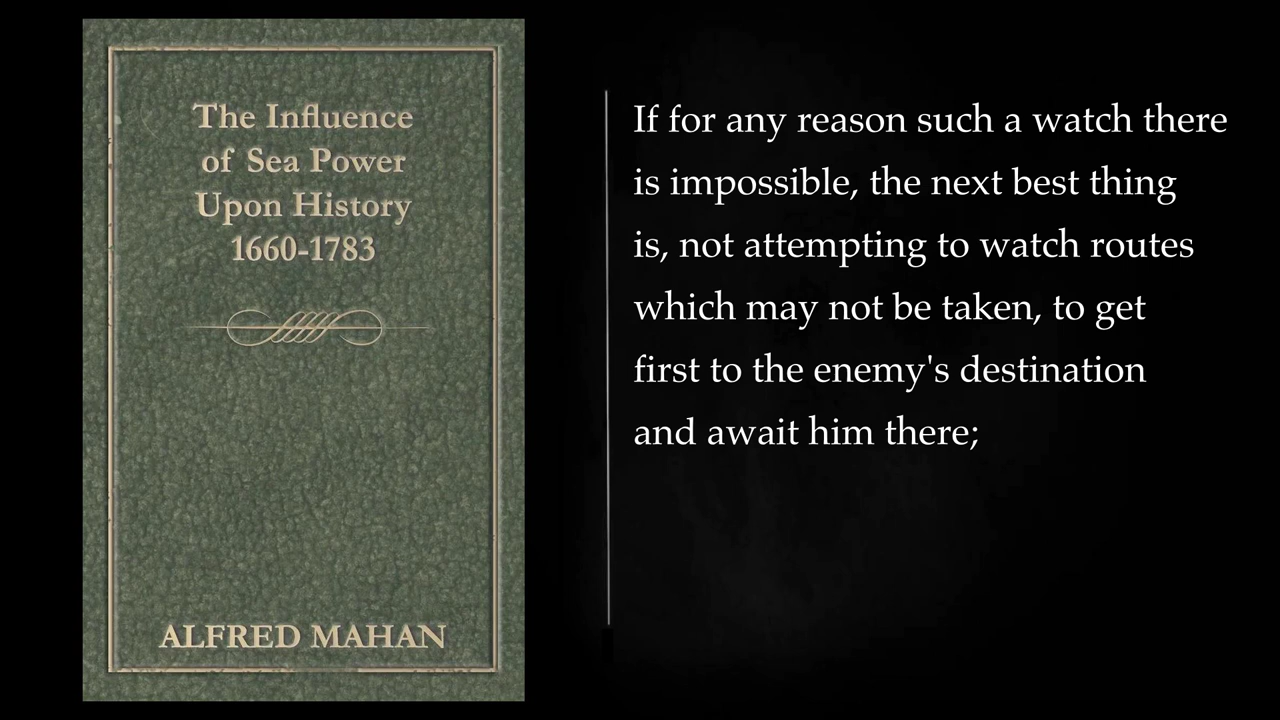 The Influence
of Sea Power
Upon History
1660-1783
ALFRED MAHAN
If for any reason such a watch there
is impossible, the next best thing
is, not attempting to watch routes
which may not be taken, to get
first to the enemy's destination
and await him there;